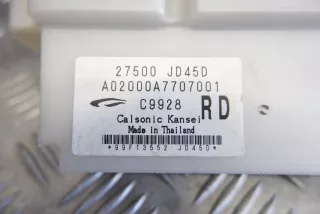 27500 JD45D
A02000A7707001
C9928 RD
Calsonic Kansei
Made in Thailand
*99F13552 JD45D*